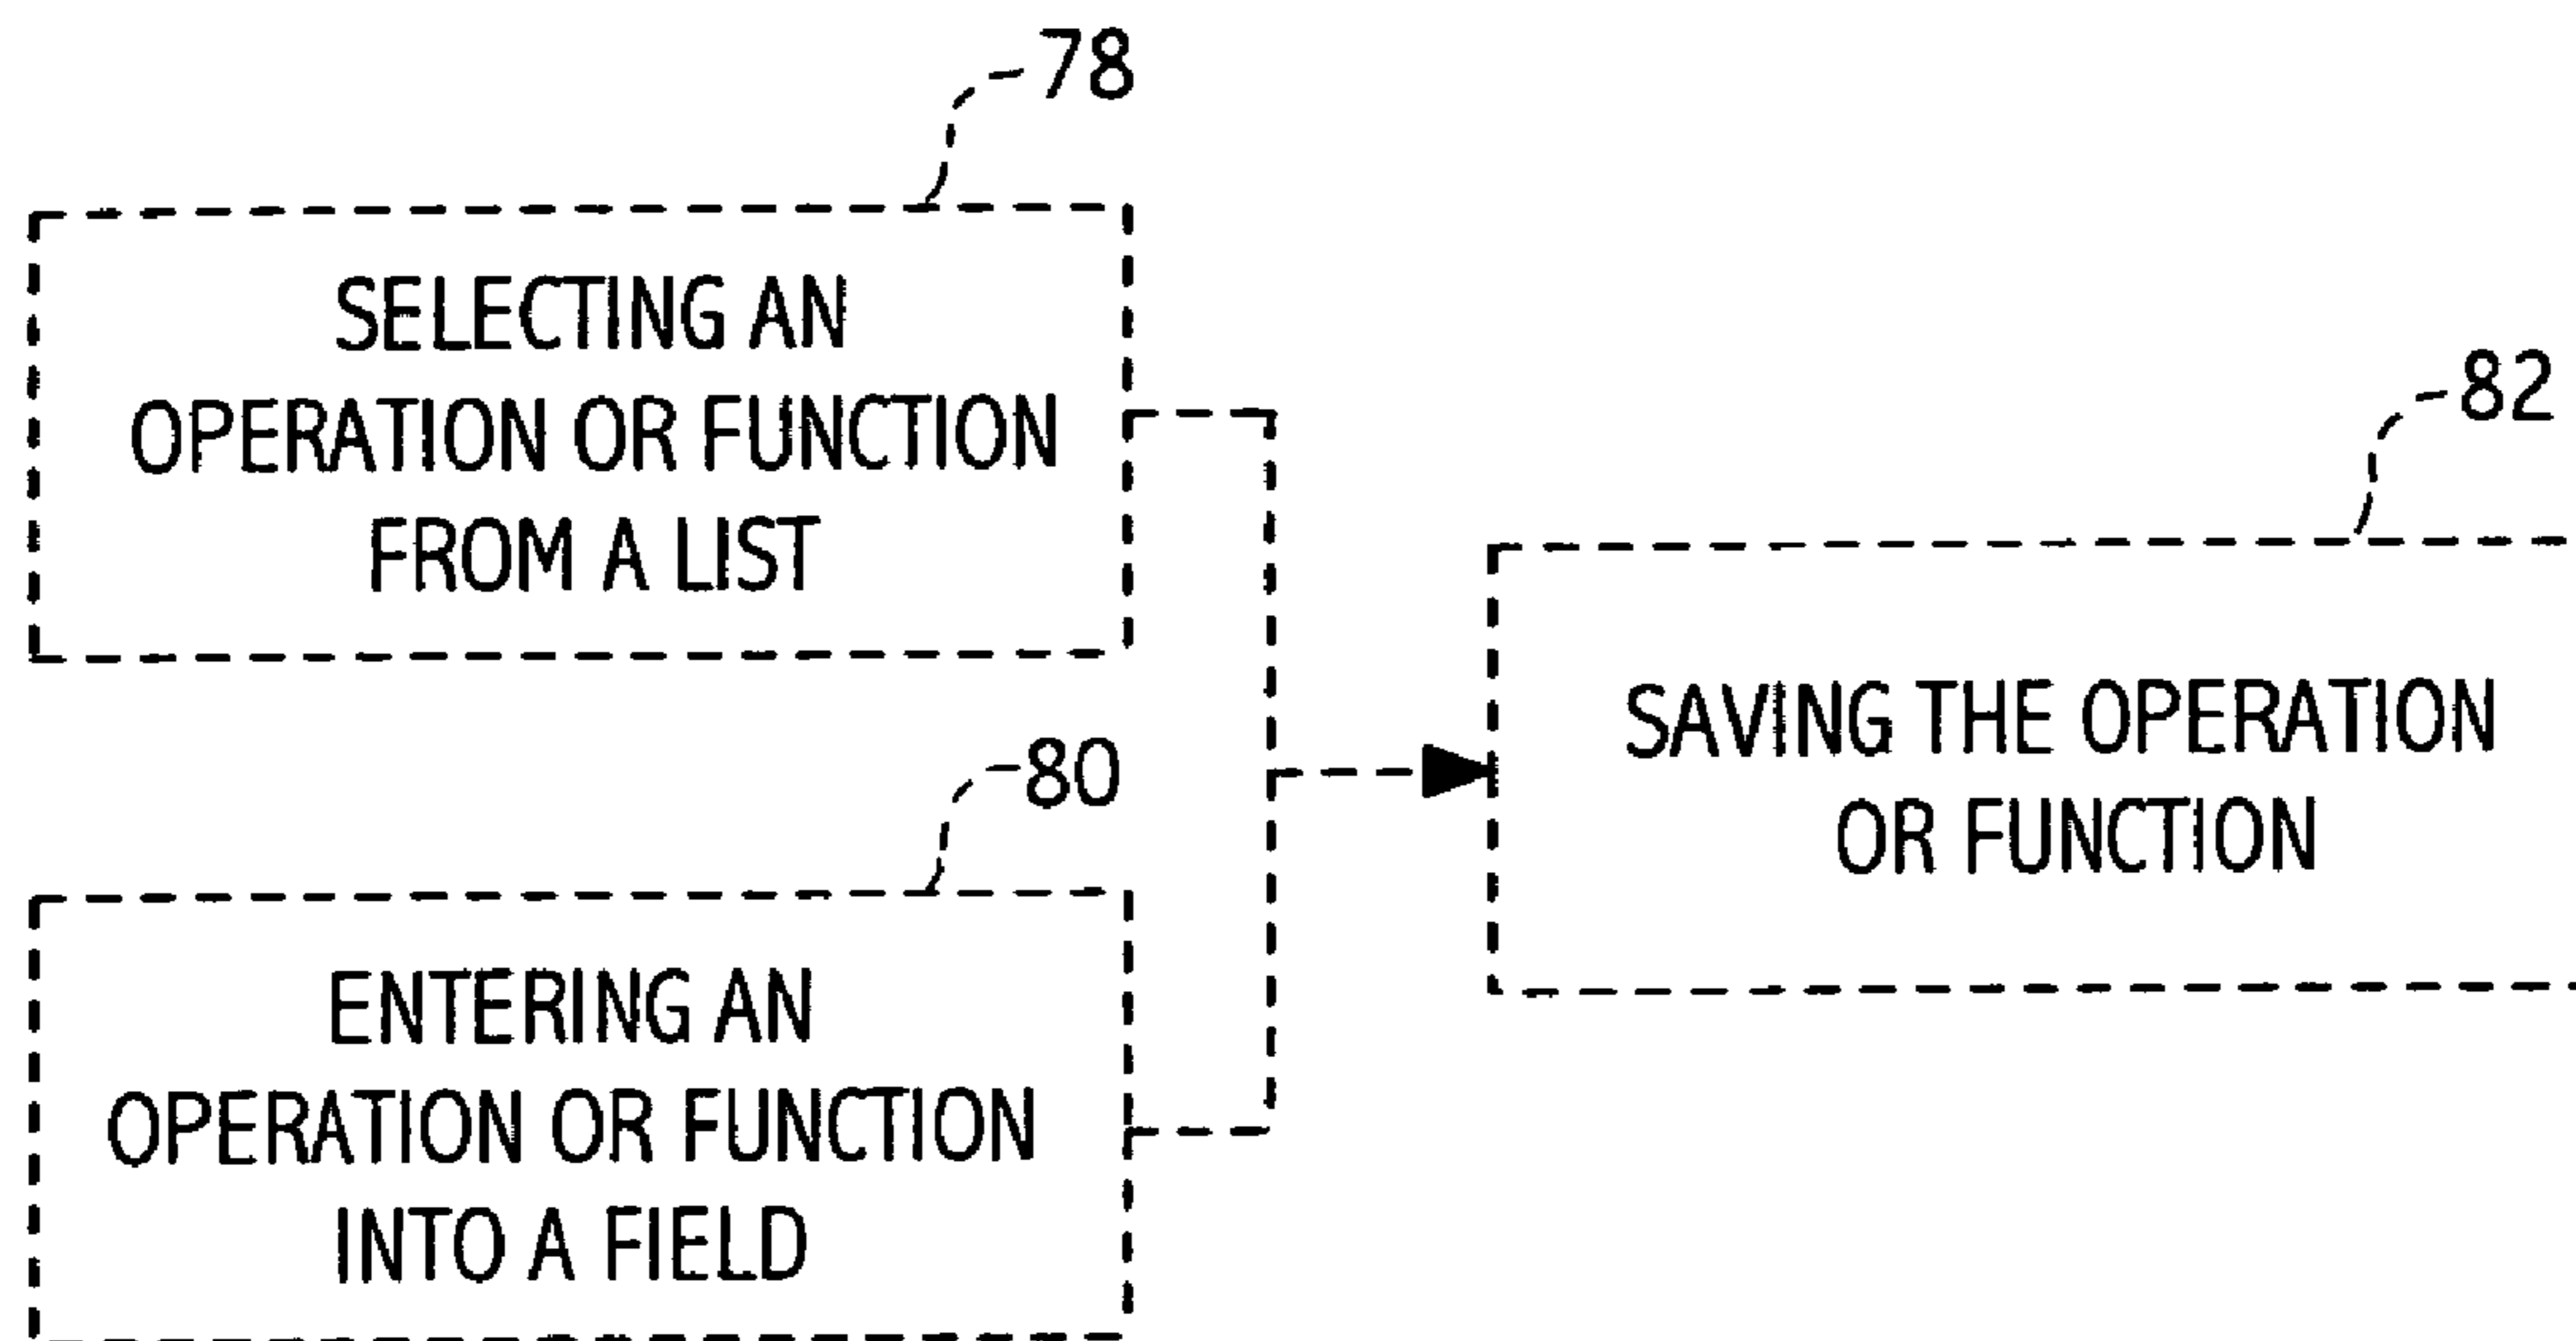 78
SELECTING AN
OPERATION OR FUNCTION
FROM A LIST
80
ENTERING AN
OPERATION OR FUNCTION
INTO A FIELD
82
SAVING THE OPERATION
OR FUNCTION